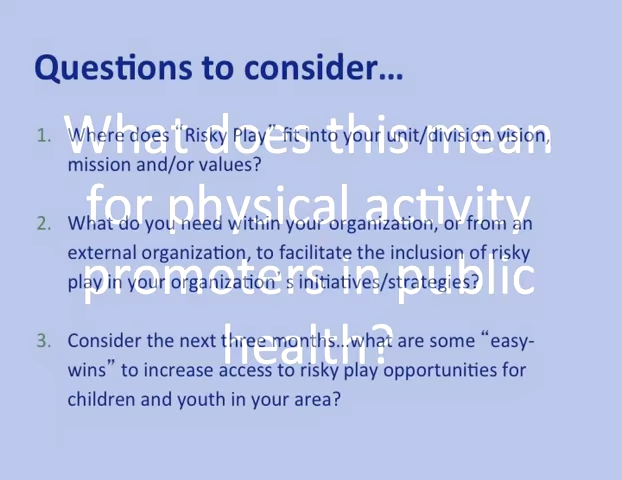 Questions to consider…
1. Where does “Risky Play” fit into your unit/division vision,
mission and/or values?
2. What do you need within your organization, or from an
external organization, to facilitate the inclusion of risky
play in your organization’s initiatives/strategies?
3. Consider the next three months…what are some “easy-
wins” to increase access to risky play opportunities for
children and youth in your area?
What does this mean
for physical activity
promoters in public
health?